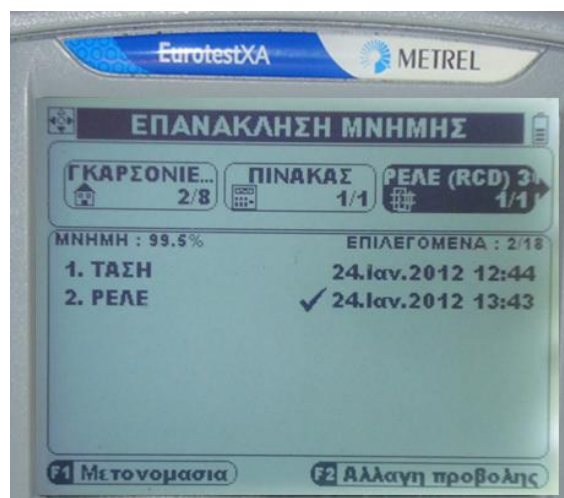 EurotestXA METREL
ΕΠΑΝΑΚΛΗΣΗ ΜΝΗΜΗΣ
ΓΚΑΡΣΟΝΙΕ... ΠΙΝΑΚΑΣ ΡΕΛΕ (RCD) 3
2/8 1/1 1/1
ΜΝΗΜΗ : 99.5% ΕΠΙΛΕΓΟΜΕΝΑ : 2/18
1. ΤΑΣΗ 24.Ιαν.2012 12:44
2. ΡΕΛΕ 24.Ιαν.2012 13:43
F1 Μετονομασια F2 Αλλαγη προβολης